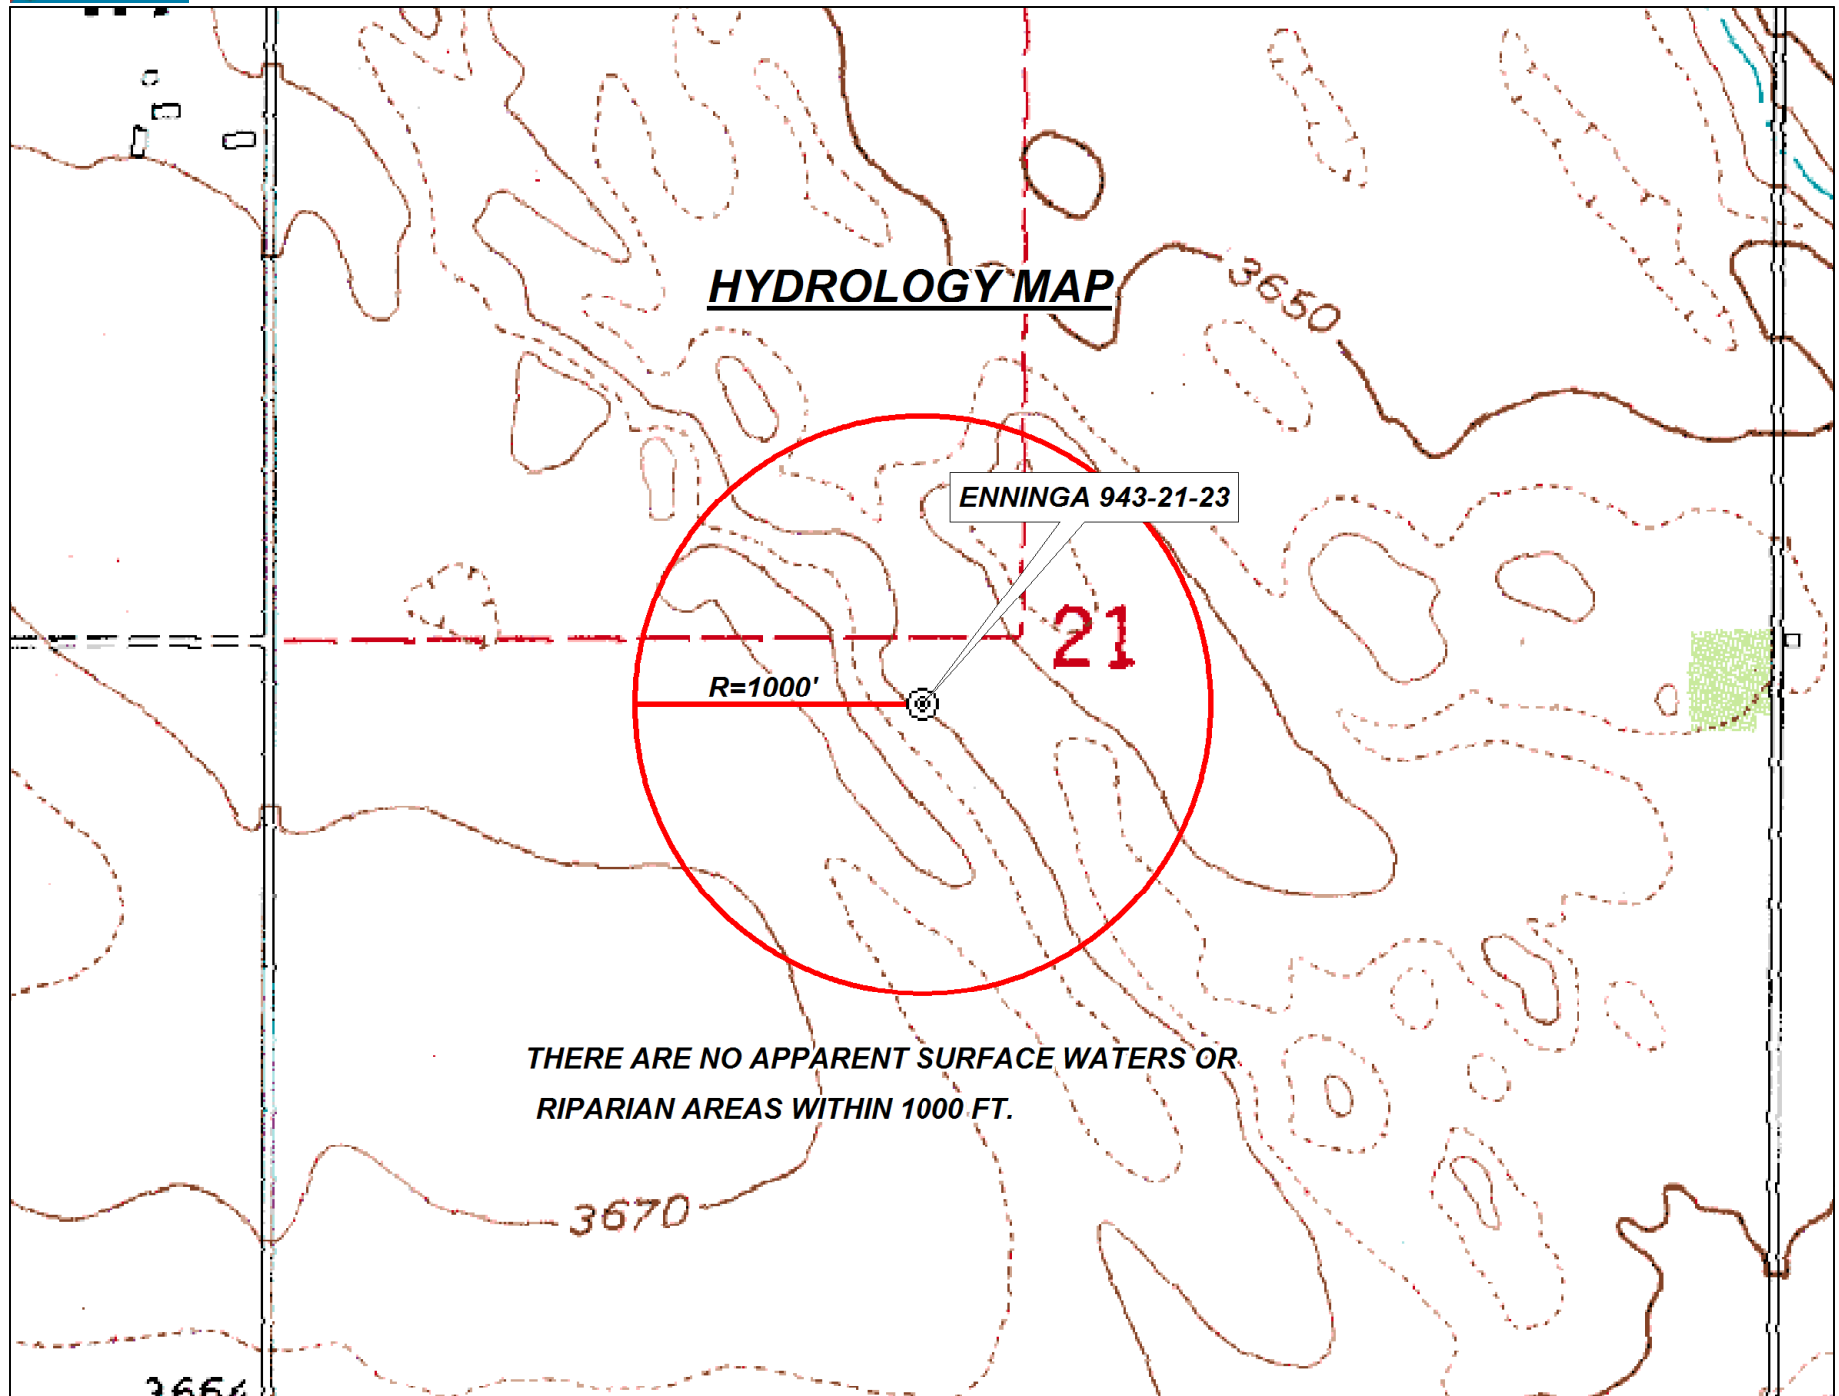 HYDROLOGY MAP
3650
ENNINGA 943-21-23
21
R=1000'
THERE ARE NO APPARENT SURFACE WATERS OR
RIPARIAN AREAS WITHIN 1000 FT.
3670